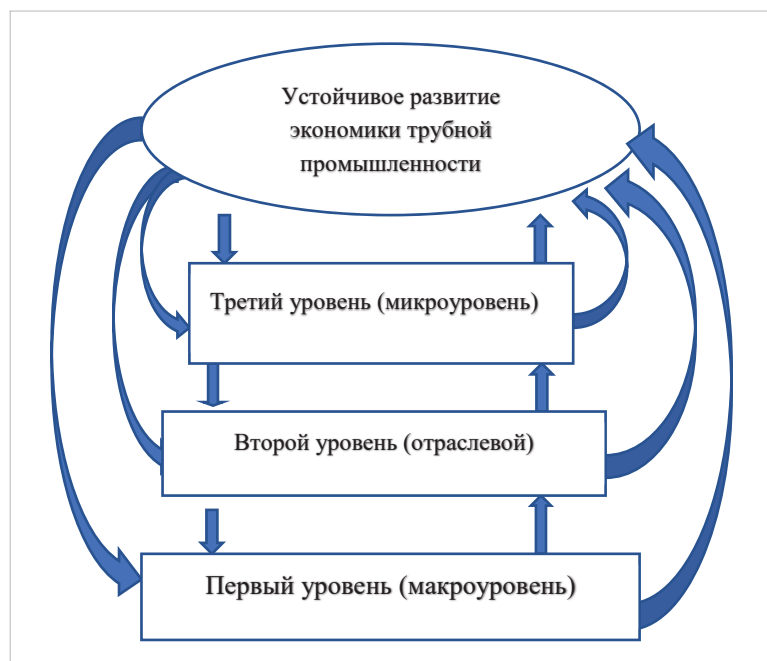 Устойчивое развитие
экономики трубной
промышленности
Третий уровень (микроуровень)
Второй уровень (отраслевой)
Первый уровень (макроуровень)